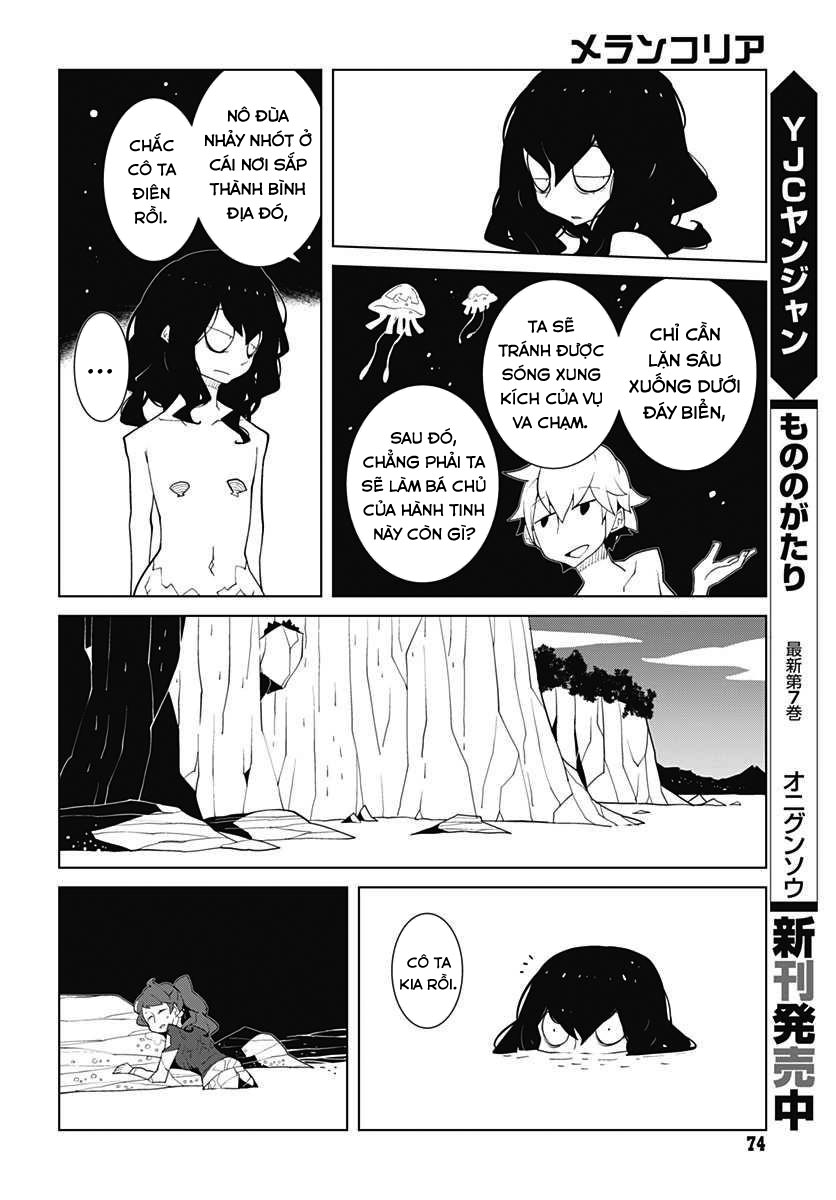 メランコリア
CHỈ CẦN
LẶN SÂU
XUỐNG DƯỚI
ĐÁY BIỂN,
TA SẼ
TRÁNH ĐƯỢC
SÓNG XUNG
KÍCH CỦA VỤ
VA CHẠM.
SAU ĐÓ,
CHẲNG PHẢI TA
SẼ LÀM BÁ CHỦ
CỦA HÀNH TINH
NÀY CÒN GÌ?
NÔ ĐÙA
NHẢY NHÓT Ở
CÁI NƠI SẮP
THÀNH BÌNH
ĐỊA ĐÓ,
CHẮC
CÔ TA
ĐIÊN RỒI.
...
CÔ TA
KIA RỒI.
YJCヤンジャン
もののがたり
最新第7巻
オニグンソウ
新刊発売中
74